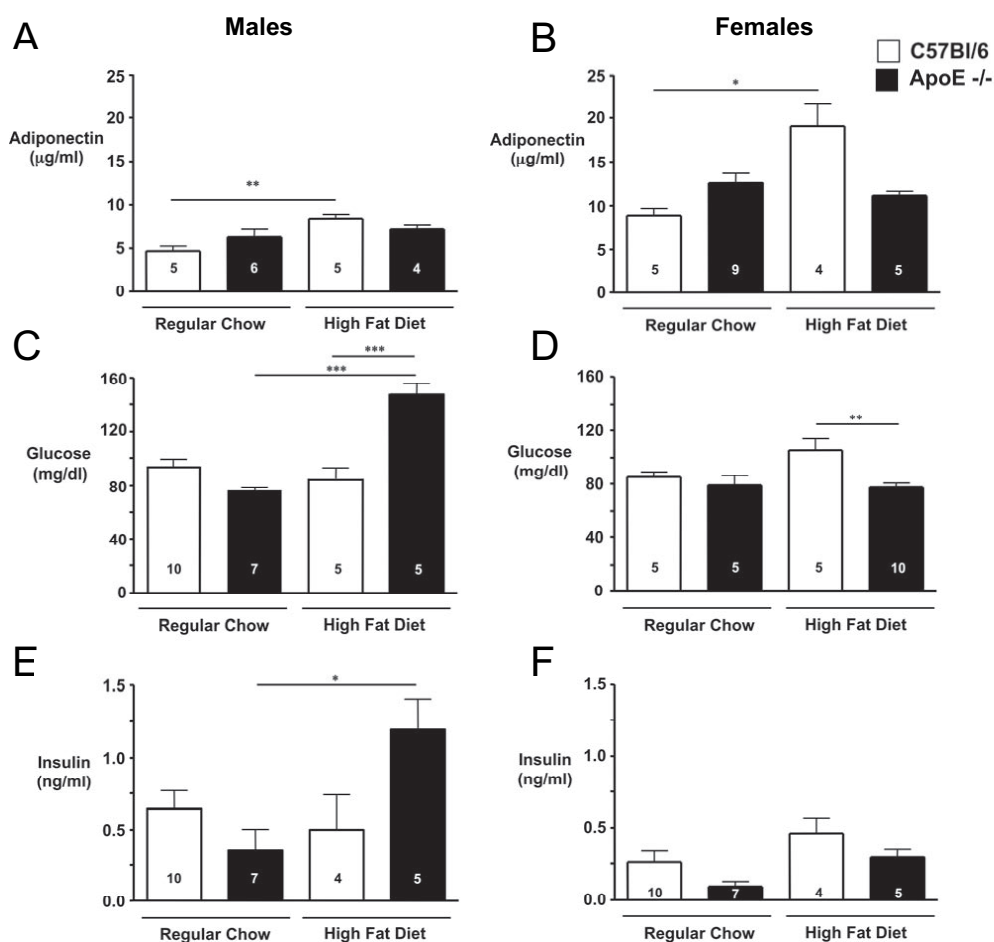 Males
Females
C57Bl/6
ApoE -/-
A
Adiponectin
(µg/ml)
25
20
15
10
5
0
**
5
6
5
4
Regular Chow
High Fat Diet
B
Adiponectin
(µg/ml)
25
20
15
10
5
0
*
5
9
4
5
Regular Chow
High Fat Diet
C
Glucose
(mg/dl)
160
120
80
40
0
***
***
10
7
5
5
Regular Chow
High Fat Diet
D
Glucose
(mg/dl)
160
120
80
40
0
**
5
5
5
10
Regular Chow
High Fat Diet
E
Insulin
(ng/ml)
1.5
1.0
0.5
0.0
*
10
7
4
5
Regular Chow
High Fat Diet
F
Insulin
(ng/ml)
1.5
1.0
0.5
0.0
10
7
4
5
Regular Chow
High Fat Diet